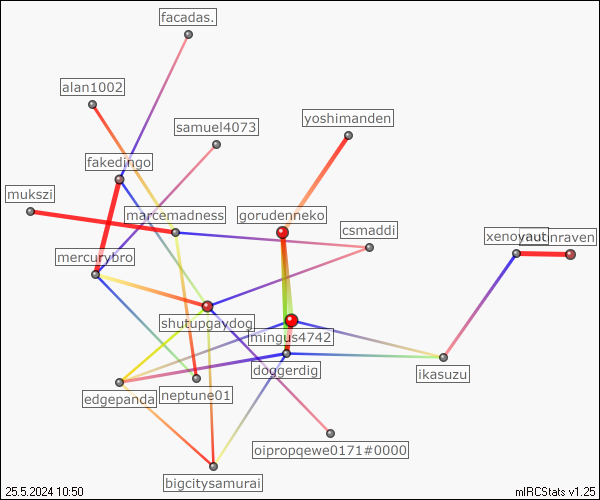 facadas.
alan1002
samuel4073
yoshimanden
fakedingo
mukszi
marcemadness
gorudenneko
csmaddi
xenoyaut
mercurybro
shutupgaydog
mingus4742
doggerdig
ikasuzu
edgepanda
neptune01
oipropqewe0171#0000
bigcitysamurai
25.5.2024 10:50
mIRCStats v1.25